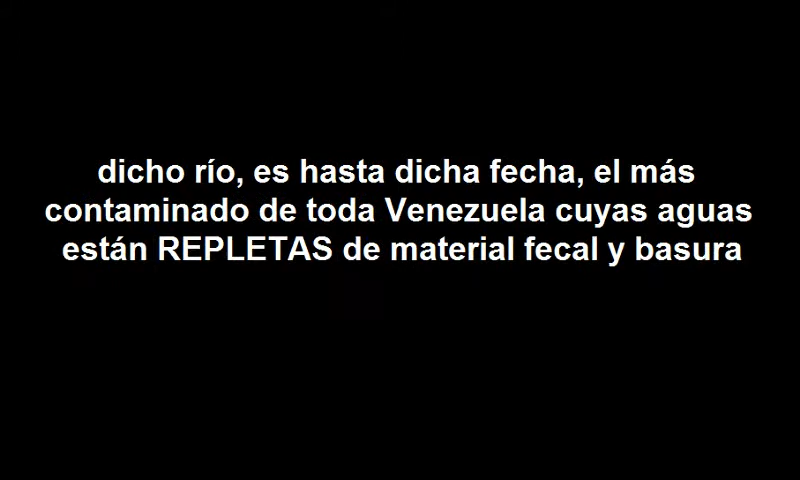 dicho río, es hasta dicha fecha, el más
contaminado de toda Venezuela cuyas aguas
están REPLETAS de material fecal y basura